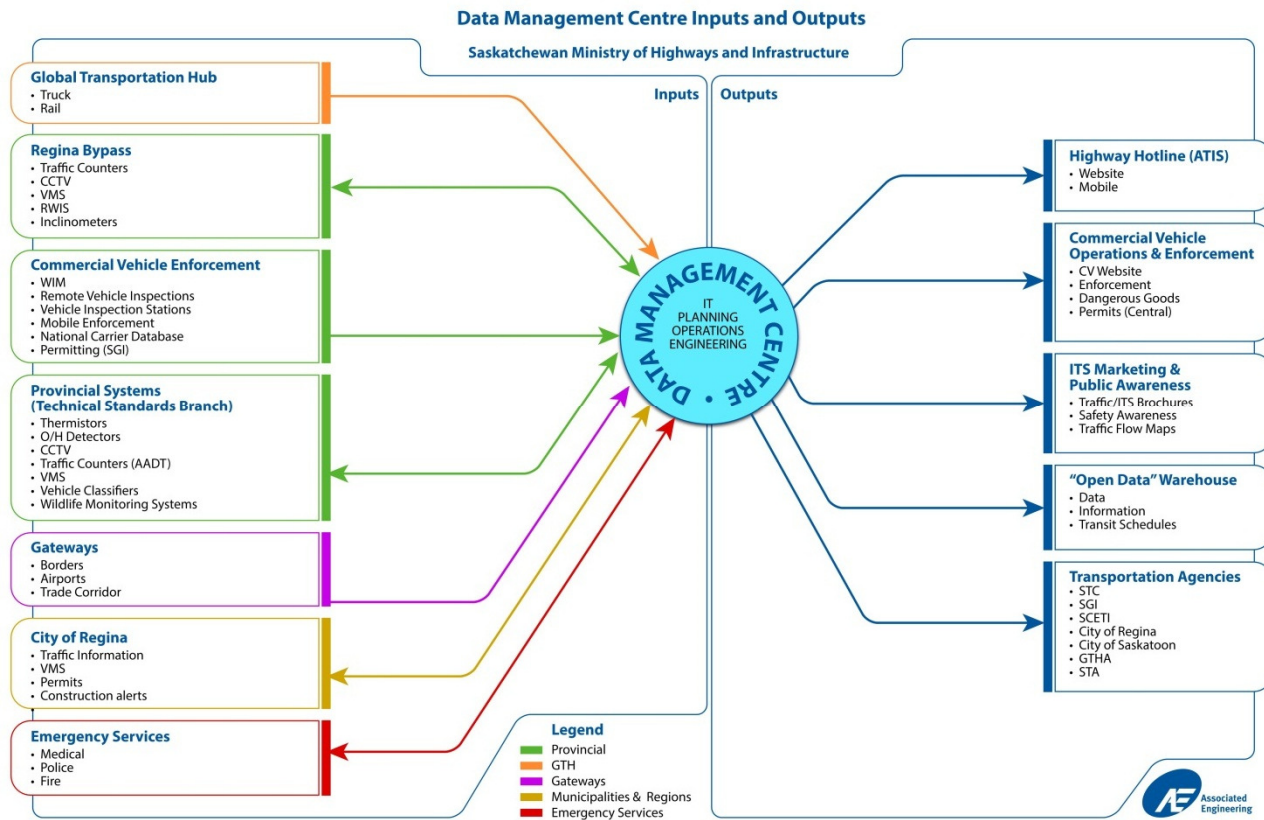 Data Management Centre Inputs and Outputs
Saskatchewan Ministry of Highways and Infrastructure
Inputs
Outputs
Global Transportation Hub
• Truck
• Rail
Regina Bypass
• Traffic Counters
• CCTV
• VMS
• RWIS
• Inclinometers
Commercial Vehicle Enforcement
• WIM
• Remote Vehicle Inspections
• Vehicle Inspection Stations
• Mobile Enforcement
• National Carrier Database
• Permitting (SGI)
Provincial Systems
(Technical Standards Branch)
• Thermistors
• O/H Detectors
• CCTV
• Traffic Counters (AADT)
• VMS
• Vehicle Classifiers
• Wildlife Monitoring Systems
Gateways
• Borders
• Airports
• Trade Corridor
City of Regina
• Traffic Information
• VMS
• Permits
• Construction alerts
•
Emergency Services
• Medical
• Police
• Fire
DATA MANAGEMENT CENTRE •
IT
PLANNING
OPERATIONS
ENGINEERING
Highway Hotline (ATIS)
• Website
• Mobile
Commercial Vehicle
Operations & Enforcement
• CV Website
• Enforcement
• Dangerous Goods
• Permits (Central)
ITS Marketing &
Public Awareness
• Traffic/ITS Brochures
• Safety Awareness
• Traffic Flow Maps
"Open Data" Warehouse
• Data
• Information
• Transit Schedules
Transportation Agencies
• STC
• SGI
• SCETI
• City of Regina
• City of Saskatoon
• GTHA
• STA
Legend
Provincial
GTH
Gateways
Municipalities & Regions
Emergency Services
AE
Associated
Engineering